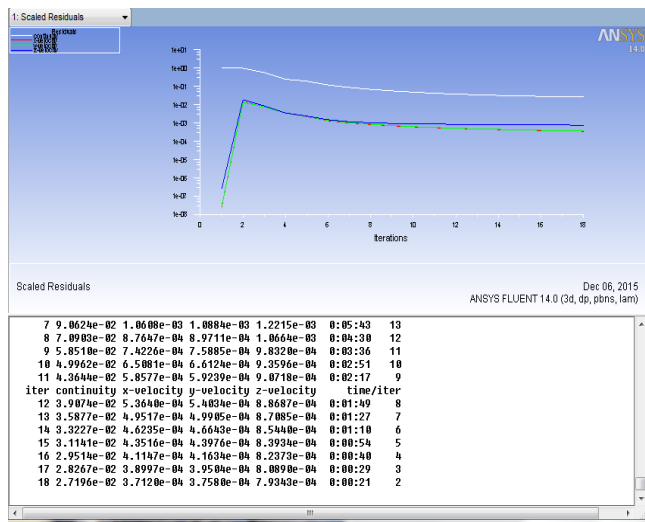 1: Scaled Residuals
Residuals
continuity
x-velocity
y-velocity
z-velocity
ANSYS
14.0
1e+01
1e+00
1e-01
1e-02
1e-03
1e-04
1e-05
1e-06
1e-07
1e-08
0 2 4 6 8 10 12 14 16 18
Iterations
Scaled Residuals
Dec 06, 2015
ANSYS FLUENT 14.0 (3d, dp, pbns, lam)
7 9.0624e-02 1.0608e-03 1.0884e-03 1.2215e-03 0:05:43 13
8 7.0903e-02 8.7647e-04 8.9711e-04 1.0664e-03 0:04:30 12
9 5.8510e-02 7.4226e-04 7.5885e-04 9.8320e-04 0:03:36 11
10 4.9962e-02 6.5081e-04 6.6124e-04 9.3596e-04 0:02:51 10
11 4.3644e-02 5.8577e-04 5.9239e-04 9.0718e-04 0:02:17 9
iter continuity x-velocity y-velocity z-velocity time/iter
12 3.9074e-02 5.3640e-04 5.4034e-04 8.8687e-04 0:01:49 8
13 3.5877e-02 4.9517e-04 4.9905e-04 8.7085e-04 0:01:27 7
14 3.3227e-02 4.6235e-04 4.6643e-04 8.5440e-04 0:01:10 6
15 3.1141e-02 4.3516e-04 4.3976e-04 8.3934e-04 0:00:54 5
16 2.9514e-02 4.1147e-04 4.1634e-04 8.2373e-04 0:00:40 4
17 2.8267e-02 3.8997e-04 3.9504e-04 8.0890e-04 0:00:29 3
18 2.7196e-02 3.7120e-04 3.7580e-04 7.9343e-04 0:00:21 2